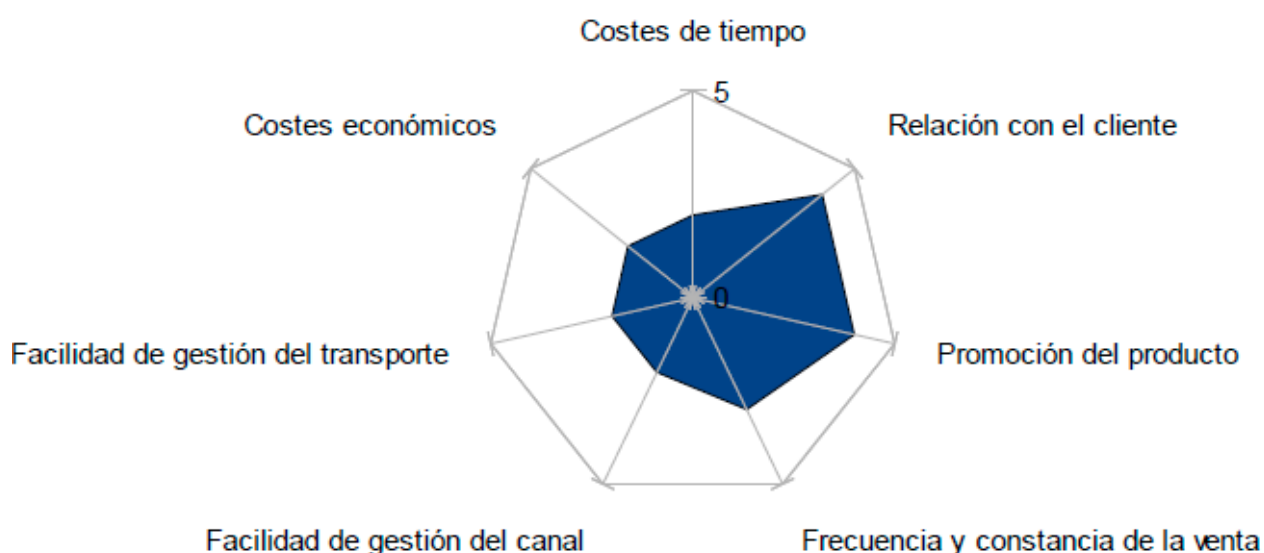 Costes de tiempo
5
Costes económicos
Relación con el cliente
0
Facilidad de gestión del transporte
Promoción del producto
Facilidad de gestión del canal
Frecuencia y constancia de la venta